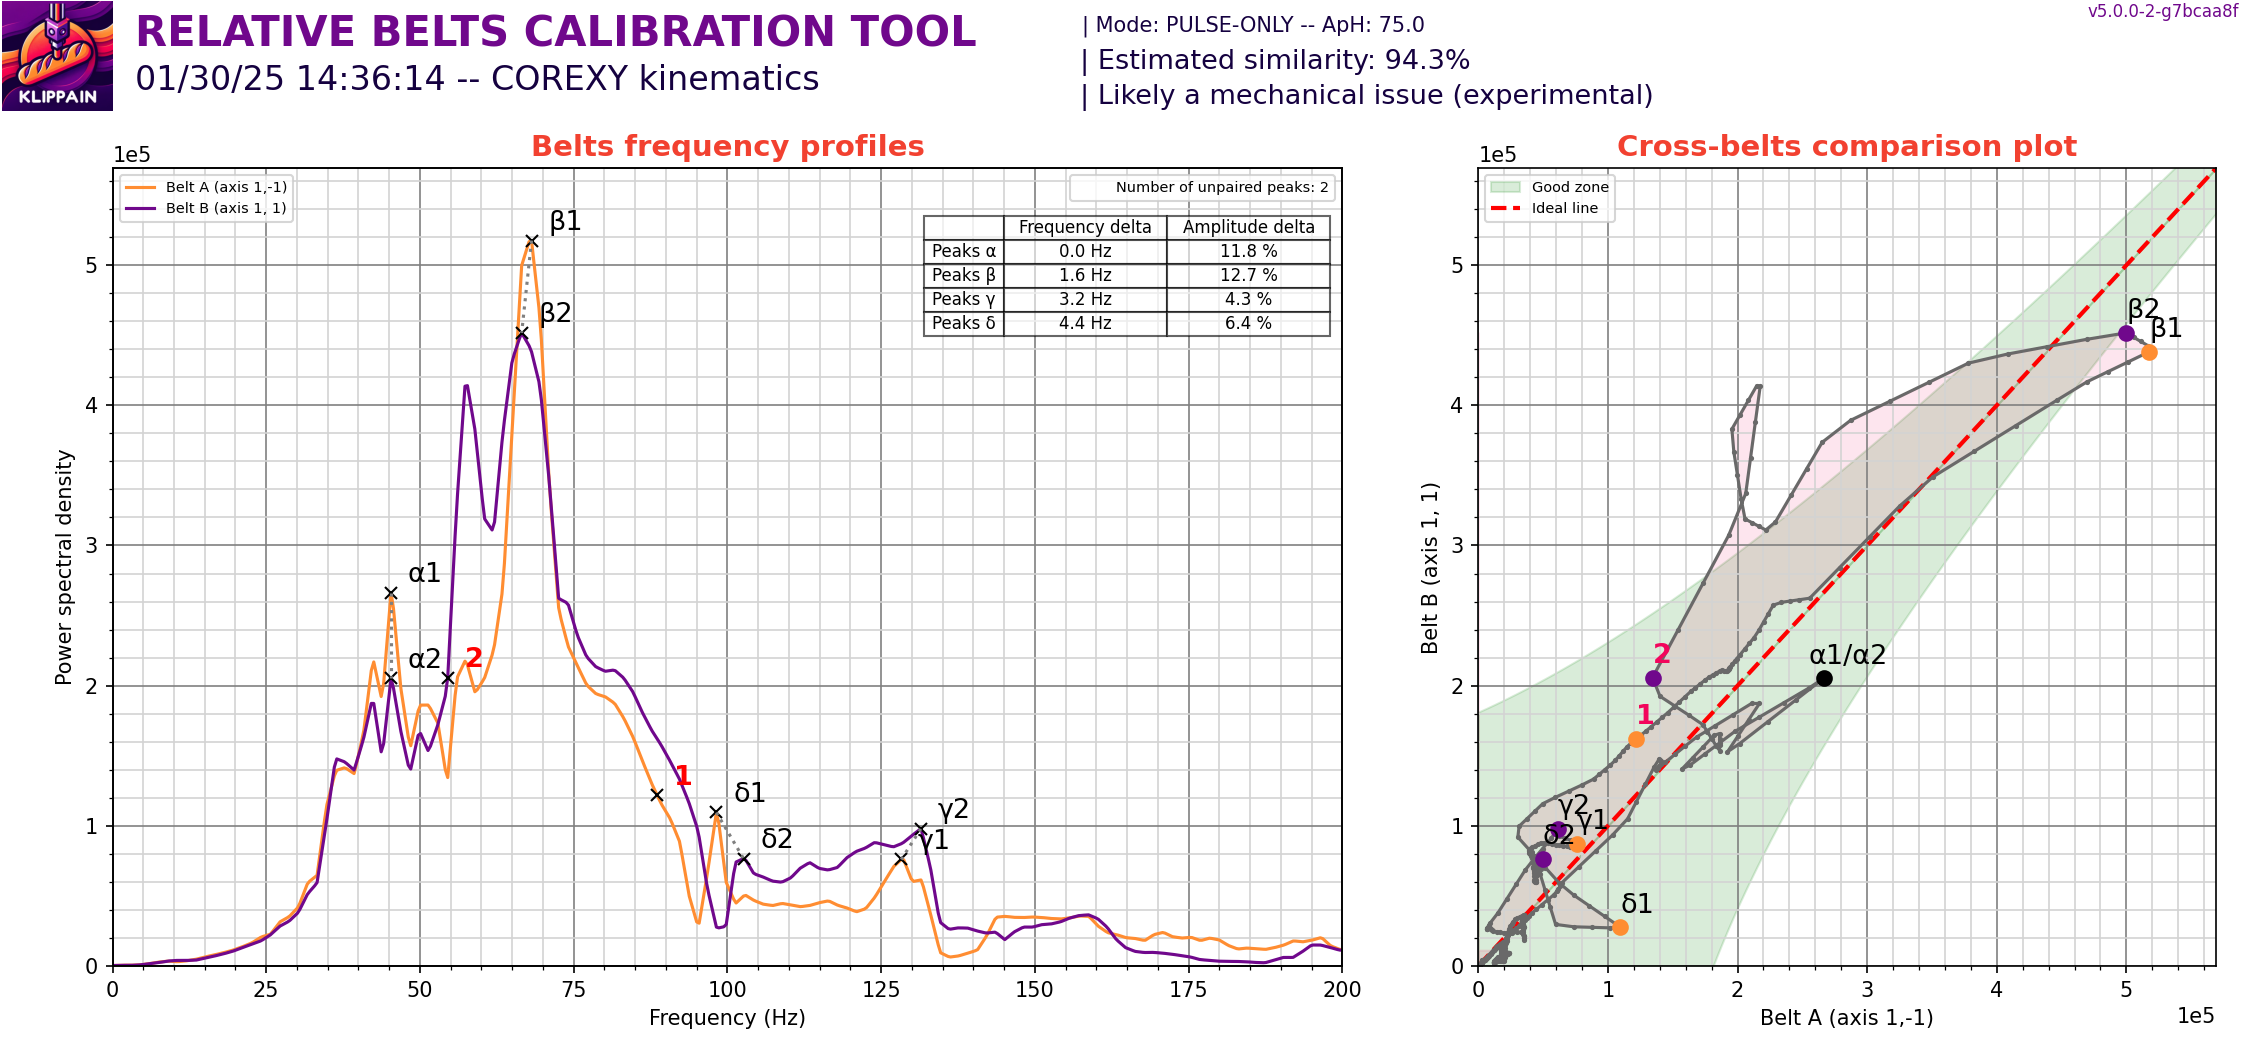 KLIPPAIN
RELATIVE BELTS CALIBRATION TOOL
01/30/25 14:36:14 -- COREXY kinematics
| Mode: PULSE-ONLY -- ApH: 75.0
| Estimated similarity: 94.3%
| Likely a mechanical issue (experimental)
v5.0.0-2-g7bcaa8f
Belts frequency profiles
1e5
Belt A (axis 1,-1)
Belt B (axis 1, 1)
Number of unpaired peaks: 2
Frequency delta Amplitude delta
Peaks α 0.0 Hz 11.8 %
Peaks β 1.6 Hz 12.7 %
Peaks γ 3.2 Hz 4.3 %
Peaks δ 4.4 Hz 6.4 %
β1
β2
α1
α2
2
1
δ1
δ2
γ2
γ1
5
4
3
2
1
0
Power spectral density
0 25 50 75 100 125 150 175 200
Frequency (Hz)
Cross-belts comparison plot
1e5
Good zone
Ideal line
β2
β1
2
α1/α2
1
γ2
γ1
δ2
δ1
5
4
3
2
1
0
Belt B (axis 1, 1)
0 1 2 3 4 5
Belt A (axis 1,-1)
1e5